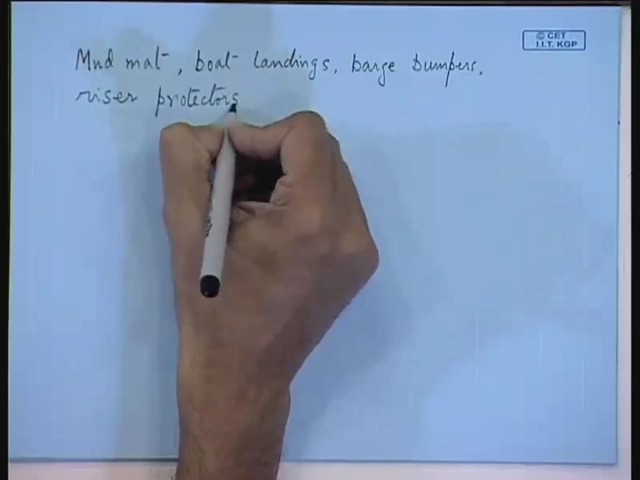 © CET
I.I.T. KGP
Mud mat, boat landings, barge bumpers,
riser protectors